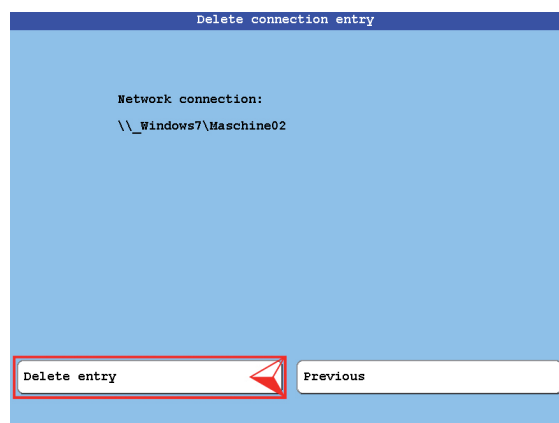 Delete connection entry
Network connection:
\\_Windows7\Maschine02
Delete entry
Previous